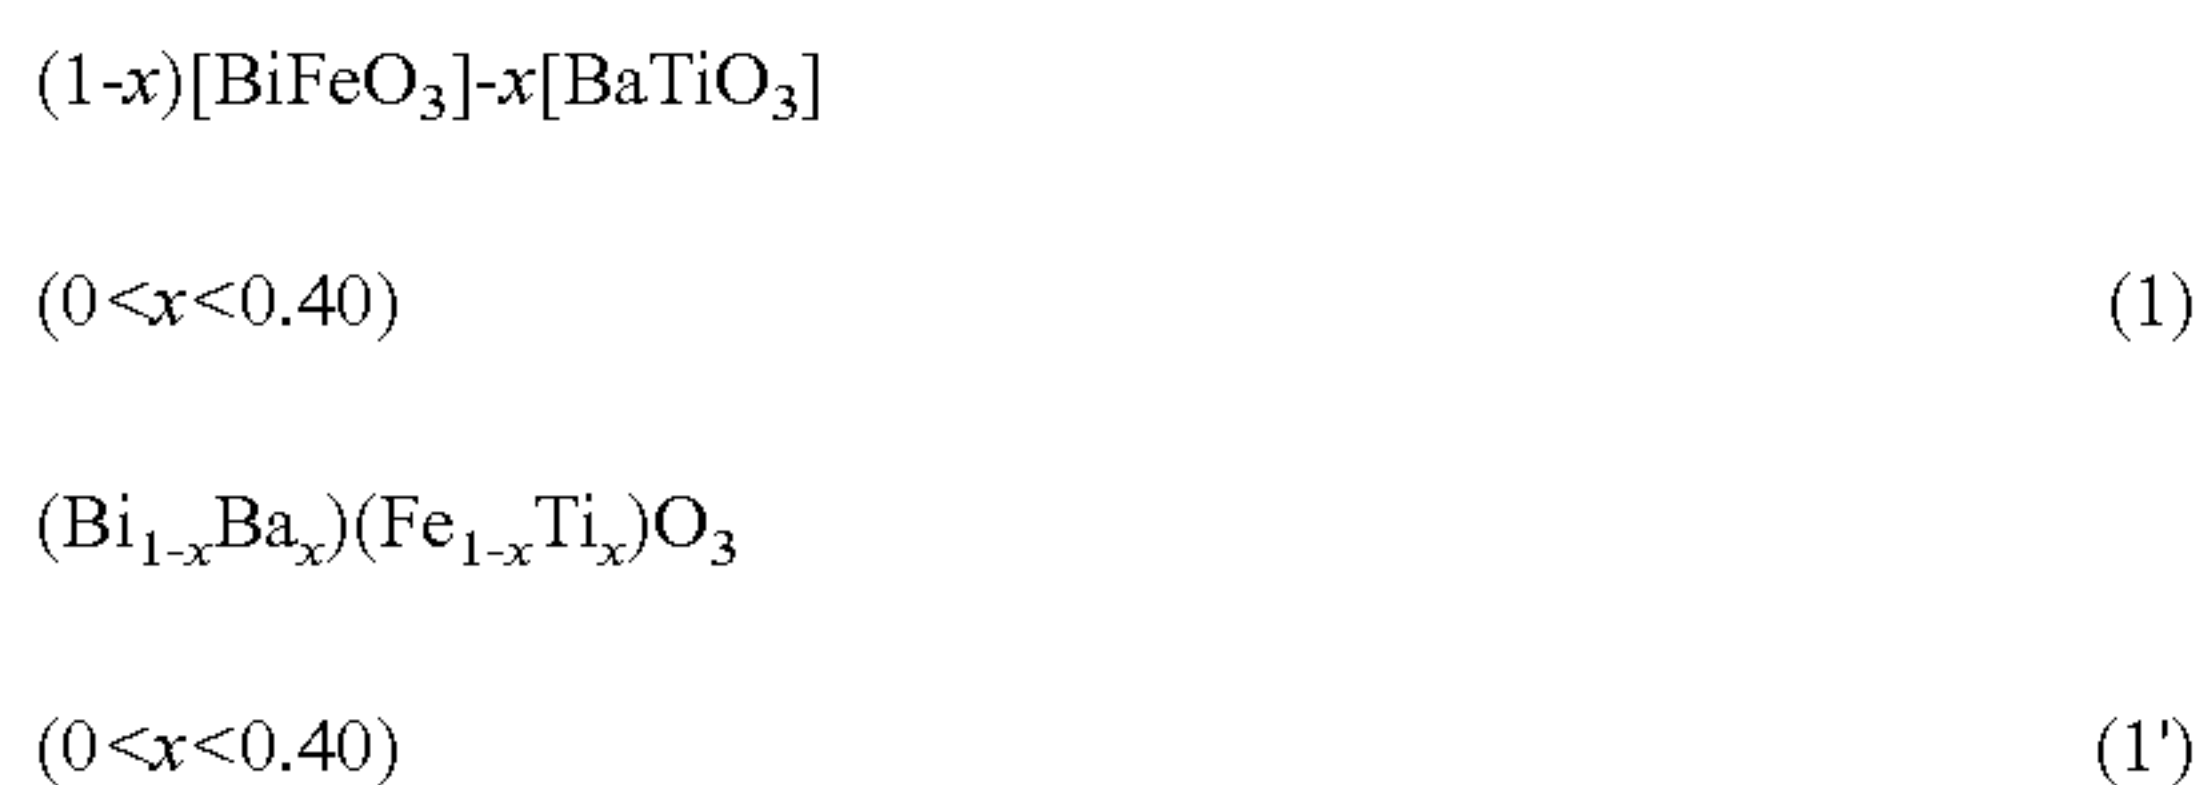 (1-x)[BiFeO₃]-x[BaTiO₃]
(0<x<0.40) (1)
(Bi₁₋ₓBaₓ)(Fe₁₋ₓTiₓ)O₃
(0<x<0.40) (1')